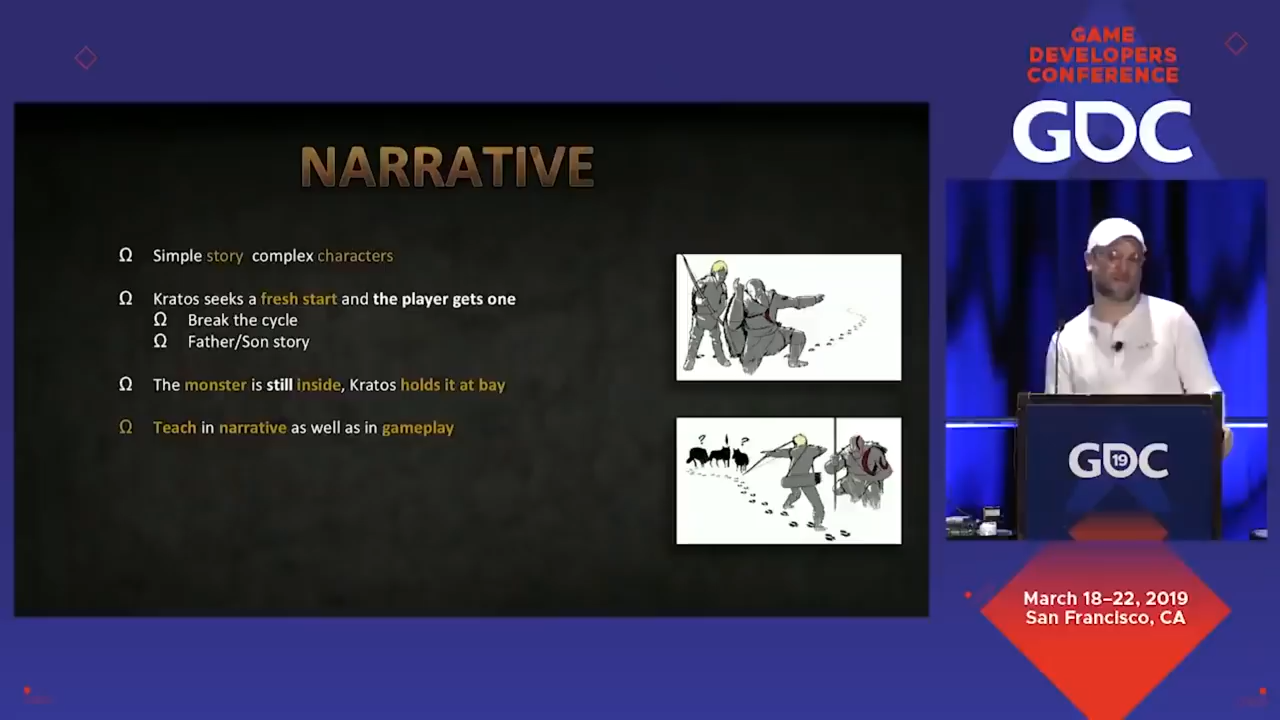 GAME
DEVELOPERS
CONFERENCE
GDC
NARRATIVE
Ω Simple story complex characters
Ω Kratos seeks a fresh start and the player gets one
Ω Break the cycle
Ω Father/Son story
Ω The monster is still inside, Kratos holds it at bay
Ω Teach in narrative as well as in gameplay
? ?
GDC 19
March 18–22, 2019
San Francisco, CA